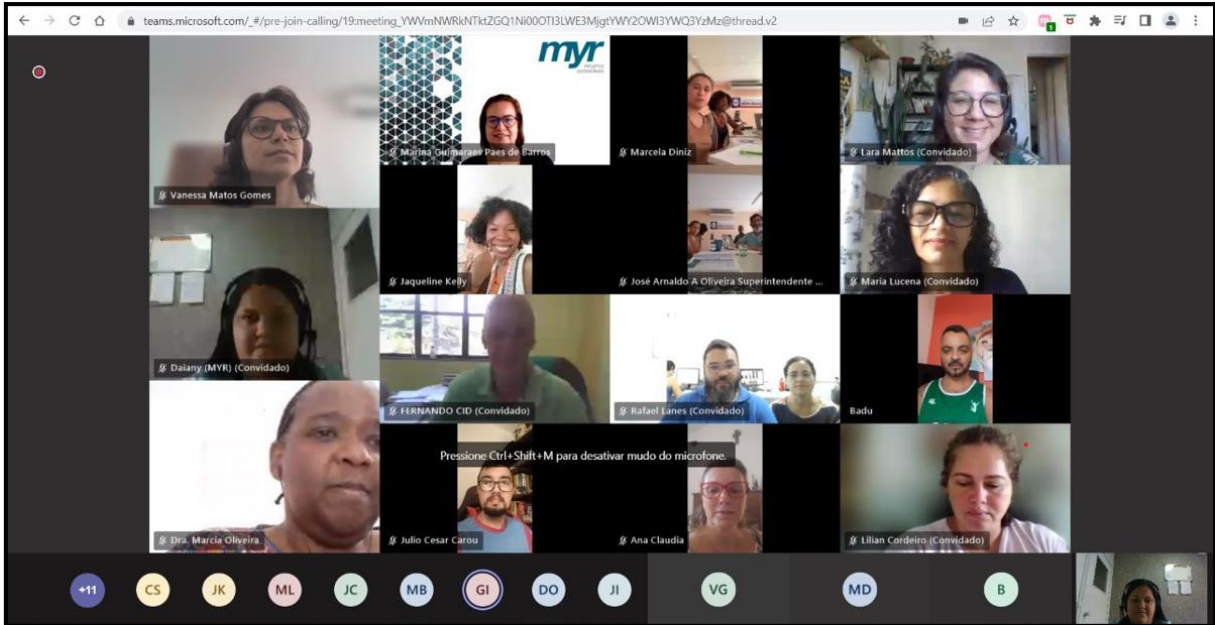 teams.microsoft.com/_#/pre-join-calling/19:meeting_YWVmNWRkNTktZGQ1Ni00OTI3LWE3MjgtYWY2OWI3YWQ3YzMz@thread.v2
myr
Vanessa Matos Gomes
Marina Guimaraes Paes de Barros
Marcela Diniz
Lara Mattos (Convidado)
Jaqueline Kelly
José Arnaldo A Oliveira Superintendente ...
Maria Lucena (Convidado)
Daiany (MYR) (Convidado)
FERNANDO CID (Convidado)
Rafael Lanes (Convidado)
Badu
Pressione Ctrl+Shift+M para desativar mudo do microfone.
Dra. Marcia Oliveira
Julio Cesar Carou
Ana Claudia
Lilian Cordeiro (Convidado)
+11 CS JK ML JC MB GI DO JI VG MD B